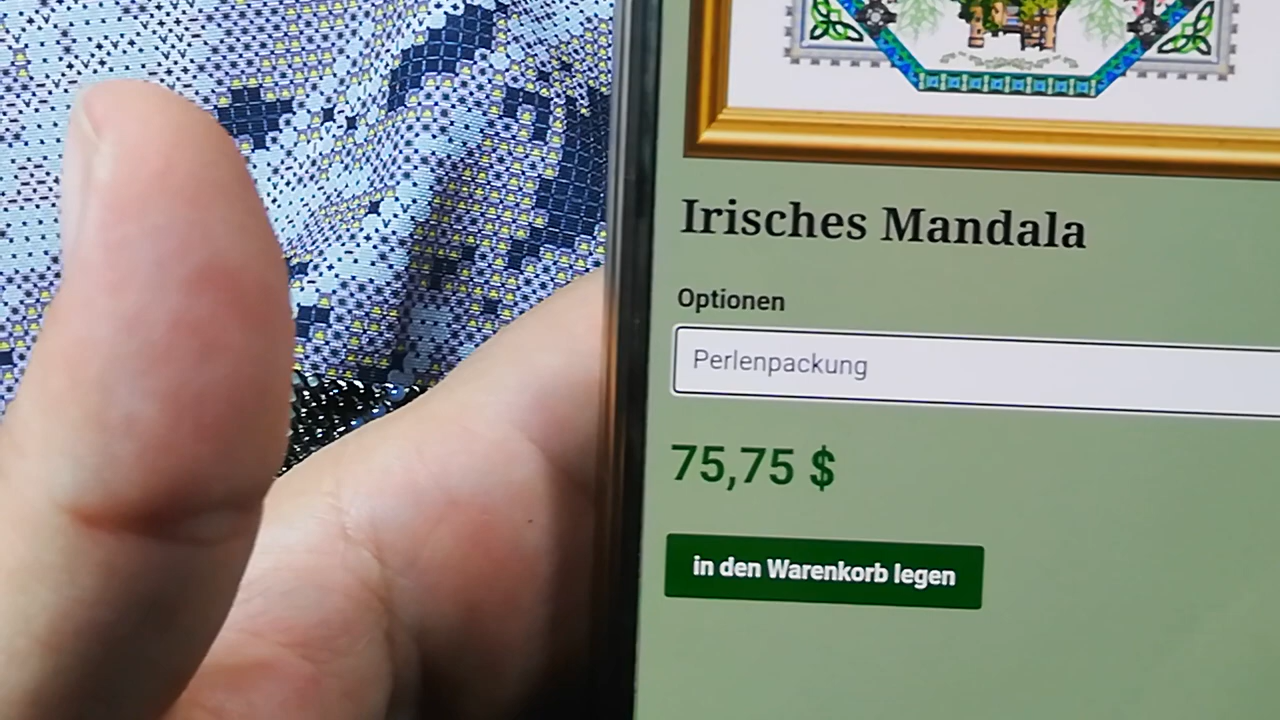 Irisches Mandala
Optionen
Perlenpackung
75,75 $
in den Warenkorb legen